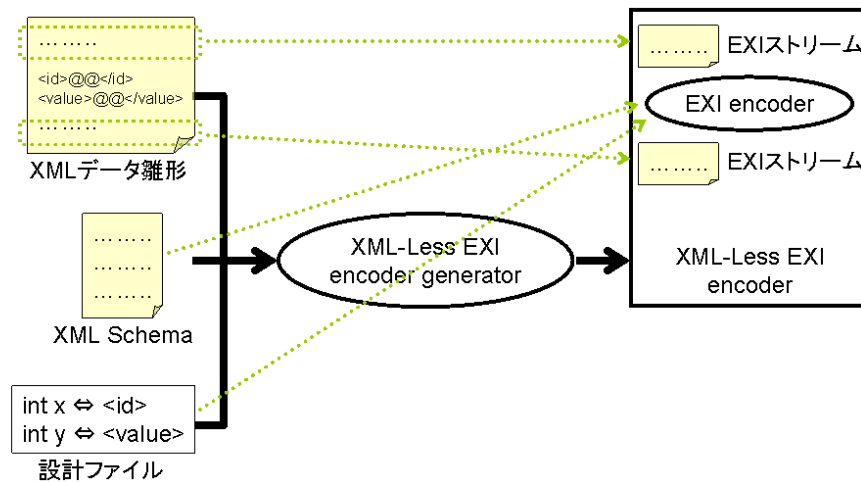 … … ..
<id>@@</id>
<value>@@</value>
… … ..
XMLデータ雛形
… … ..
… … ..
… … ..
XML Schema
int x ⇔ <id>
int y ⇔ <value>
設計ファイル
XML-Less EXI
encoder generator
… … ..
EXIストリーム
EXI encoder
… … ..
EXIストリーム
XML-Less EXI
encoder